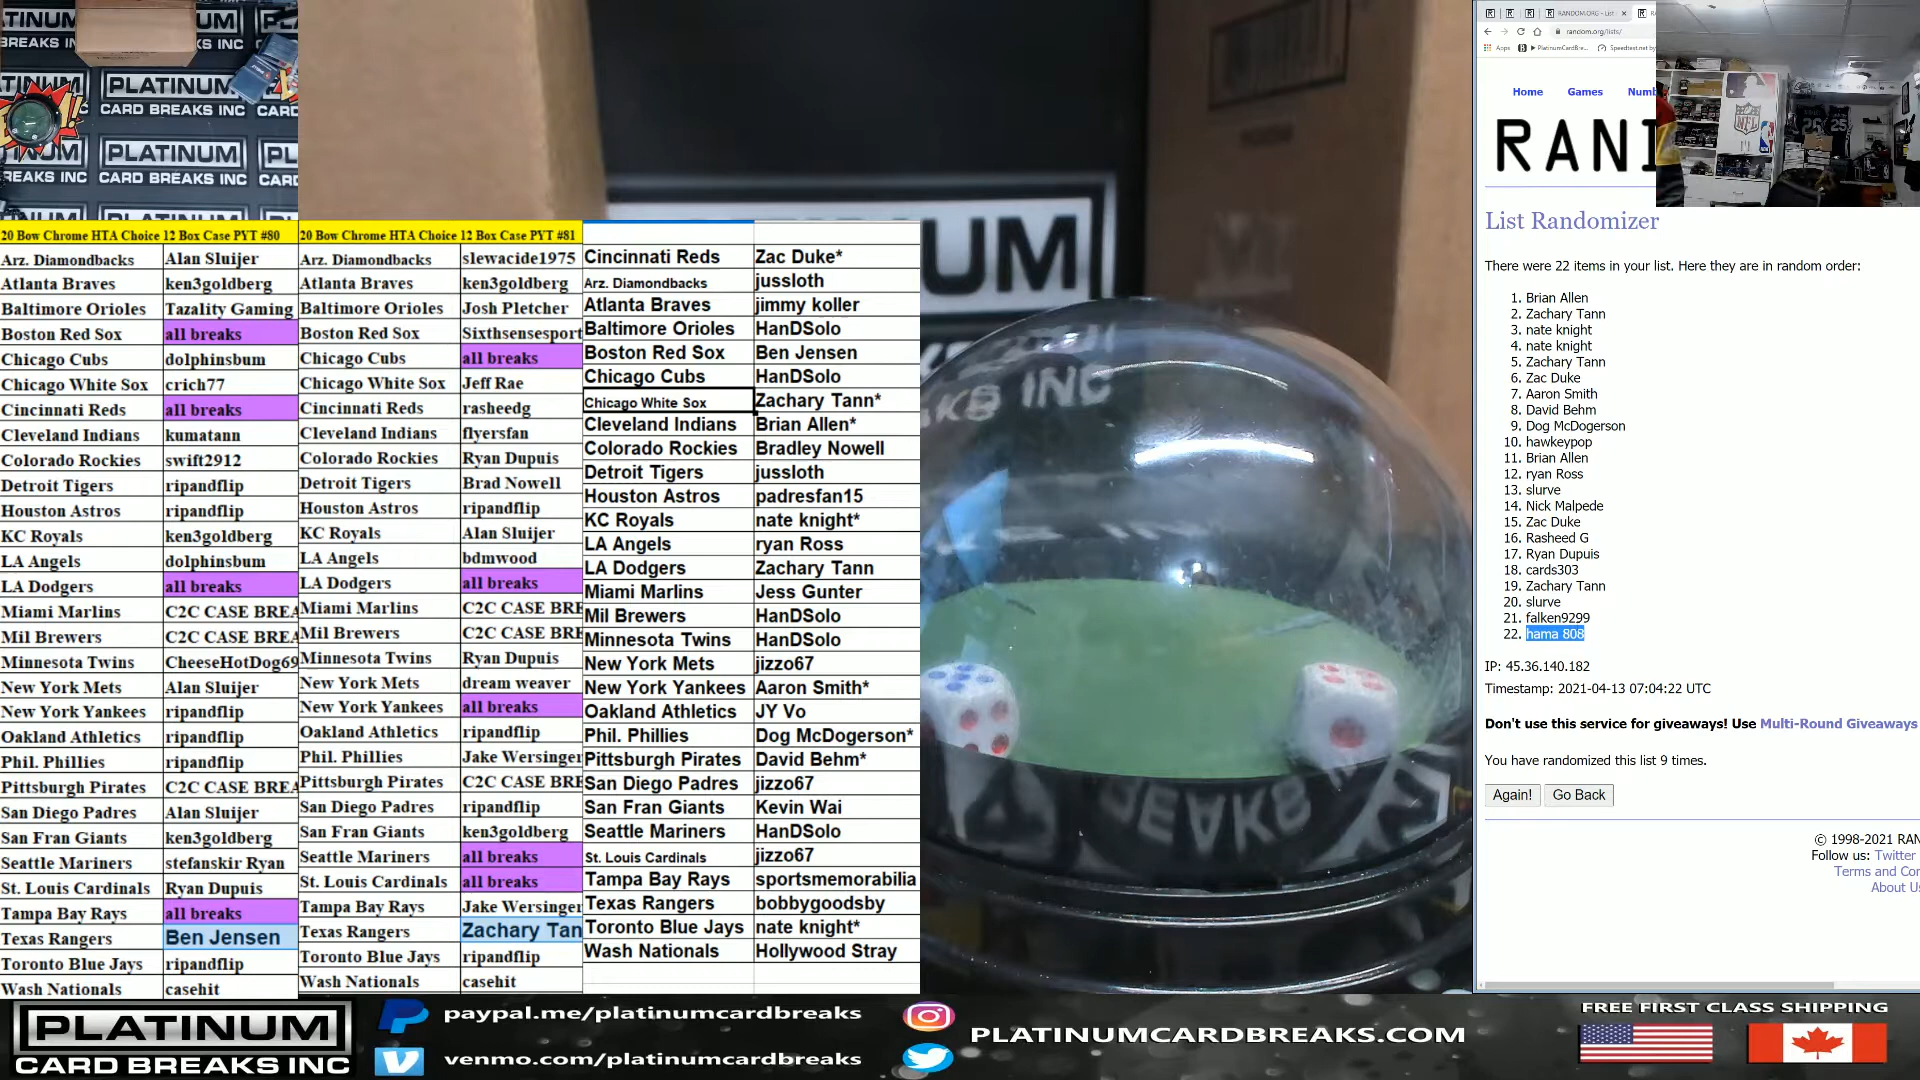 PLATINUM
CARD BREAKS INC
PLATINUM
CARD BREAKS INC
20 Bow Chrome HTA Choice 12 Box Case PYT #80
Arz. Diamondbacks Alan Sluijer
Atlanta Braves ken3goldberg
Baltimore Orioles Tazality Gaming
Boston Red Sox all breaks
Chicago Cubs dolphinsbum
Chicago White Sox crich77
Cincinnati Reds all breaks
Cleveland Indians kumatann
Colorado Rockies swift2912
Detroit Tigers ripandflip
Houston Astros ripandflip
KC Royals ken3goldberg
LA Angels dolphinsbum
LA Dodgers all breaks
Miami Marlins C2C CASE BREA
Mil Brewers C2C CASE BREA
Minnesota Twins CheeseHotDog69
New York Mets Alan Sluijer
New York Yankees ripandflip
Oakland Athletics ripandflip
Phil. Phillies ripandflip
Pittsburgh Pirates C2C CASE BREA
San Diego Padres Alan Sluijer
San Fran Giants ken3goldberg
Seattle Mariners stefanskir Ryan
St. Louis Cardinals Ryan Dupuis
Tampa Bay Rays all breaks
Texas Rangers Ben Jensen
Toronto Blue Jays ripandflip
Wash Nationals casehit
20 Bow Chrome HTA Choice 12 Box Case PYT #81
Arz. Diamondbacks slewacide1975
Atlanta Braves ken3goldberg
Baltimore Orioles Josh Pletcher
Boston Red Sox Sixthsensesport
Chicago Cubs all breaks
Chicago White Sox Jeff Rae
Cincinnati Reds rasheedg
Cleveland Indians flyersfan
Colorado Rockies Ryan Dupuis
Detroit Tigers Brad Nowell
Houston Astros ripandflip
KC Royals Alan Sluijer
LA Angels bdmwood
LA Dodgers all breaks
Miami Marlins C2C CASE BRE
Mil Brewers C2C CASE BRE
Minnesota Twins Ryan Dupuis
New York Mets dream weaver
New York Yankees all breaks
Oakland Athletics ripandflip
Phil. Phillies Jake Wersinger
Pittsburgh Pirates C2C CASE BRE
San Diego Padres ripandflip
San Fran Giants ken3goldberg
Seattle Mariners all breaks
St. Louis Cardinals all breaks
Tampa Bay Rays Jake Wersinger
Texas Rangers Zachary Tan
Toronto Blue Jays ripandflip
Wash Nationals casehit
Cincinnati Reds Zac Duke*
Arz. Diamondbacks jussloth
Atlanta Braves jimmy koller
Baltimore Orioles HanDSolo
Boston Red Sox Ben Jensen
Chicago Cubs HanDSolo
Chicago White Sox Zachary Tann*
Cleveland Indians Brian Allen*
Colorado Rockies Bradley Nowell
Detroit Tigers jussloth
Houston Astros padresfan15
KC Royals nate knight*
LA Angels ryan Ross
LA Dodgers Zachary Tann
Miami Marlins Jess Gunter
Mil Brewers HanDSolo
Minnesota Twins HanDSolo
New York Mets jizzo67
New York Yankees Aaron Smith*
Oakland Athletics JY Vo
Phil. Phillies Dog McDogerson*
Pittsburgh Pirates David Behm*
San Diego Padres jizzo67
San Fran Giants Kevin Wai
Seattle Mariners HanDSolo
St. Louis Cardinals jizzo67
Tampa Bay Rays sportsmemorabilia
Texas Rangers bobbygoodsby
Toronto Blue Jays nate knight*
Wash Nationals Hollywood Stray
UM
INC
BREAKS
RANDOM.ORG - List
random.org/lists/
Apps PlatinumCardBre... Speedtest.net by
Home Games Numb
RAN
NFL
List Randomizer
There were 22 items in your list. Here they are in random order:
1. Brian Allen
2. Zachary Tann
3. nate knight
4. nate knight
5. Zachary Tann
6. Zac Duke
7. Aaron Smith
8. David Behm
9. Dog McDogerson
10. hawkeypop
11. Brian Allen
12. ryan Ross
13. slurve
14. Nick Malpede
15. Zac Duke
16. Rasheed G
17. Ryan Dupuis
18. cards303
19. Zachary Tann
20. slurve
21. falken9299
22. hama 808
IP: 45.36.140.182
Timestamp: 2021-04-13 07:04:22 UTC
Don't use this service for giveaways! Use Multi-Round Giveaways
You have randomized this list 9 times.
Again! Go Back
© 1998-2021 RAN
Follow us: Twitter
Terms and Con
About Us
PLATINUM
CARD BREAKS INC
paypal.me/platinumcardbreaks
venmo.com/platinumcardbreaks
PLATINUMCARDBREAKS.COM
FREE FIRST CLASS SHIPPING